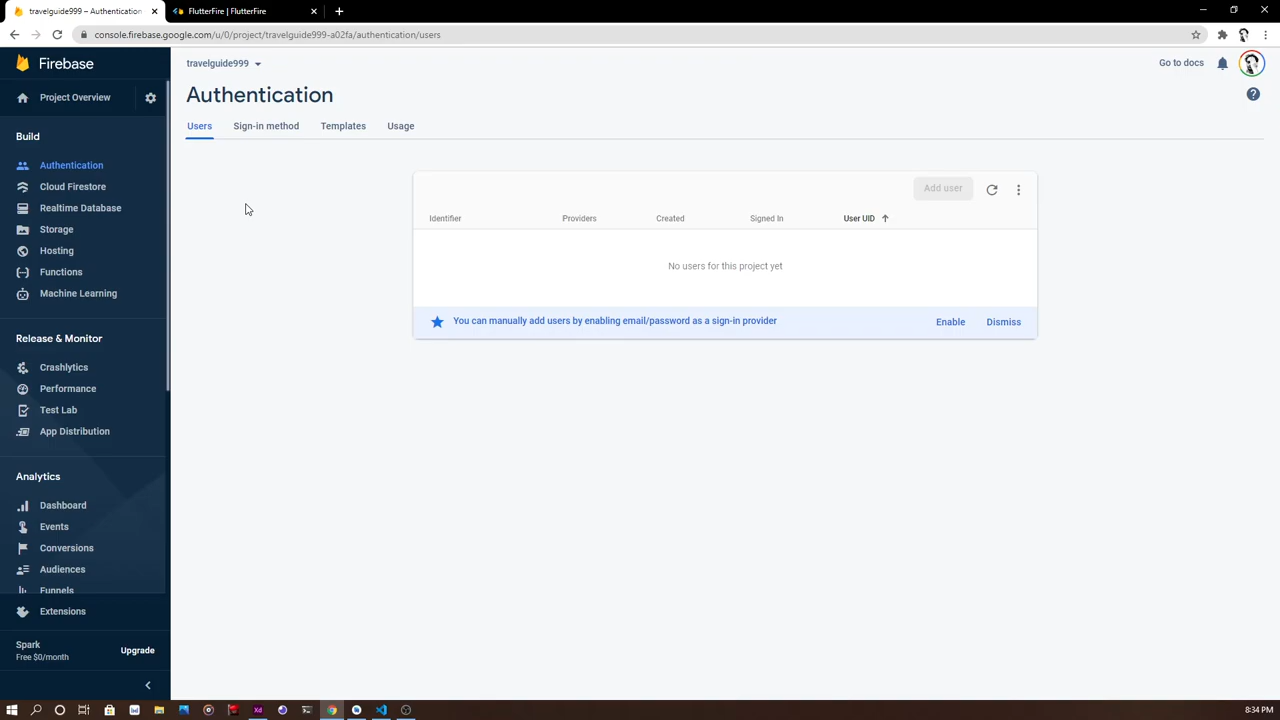 travelguide999 – Authentication
FlutterFire | FlutterFire
console.firebase.google.com/u/0/project/travelguide999-a02fa/authentication/users
Firebase
Project Overview
Build
Authentication
Cloud Firestore
Realtime Database
Storage
Hosting
Functions
Machine Learning
Release & Monitor
Crashlytics
Performance
Test Lab
App Distribution
Analytics
Dashboard
Events
Conversions
Audiences
Funnels
Extensions
Spark
Free $0/month
Upgrade
travelguide999
Go to docs
Authentication
Users Sign-in method Templates Usage
Add user
Identifier Providers Created Signed In User UID
No users for this project yet
You can manually add users by enabling email/password as a sign-in provider Enable Dismiss
Xd
8:34 PM